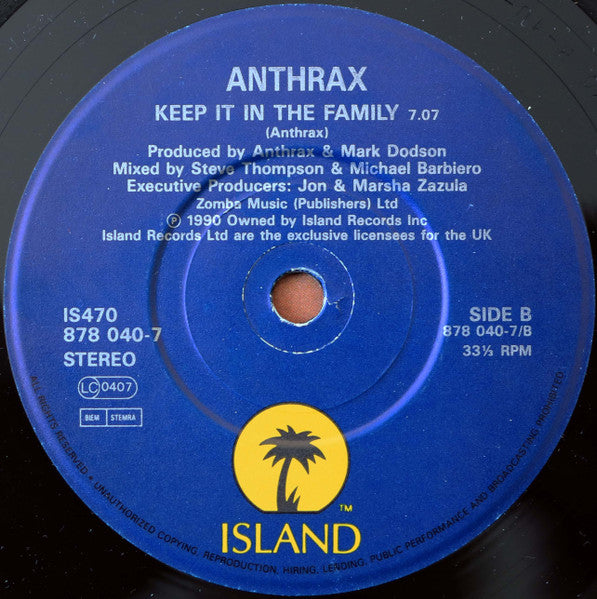 ANTHRAX
KEEP IT IN THE FAMILY 7.07
(Anthrax)
Produced by Anthrax & Mark Dodson
Mixed by Steve Thompson & Michael Barbiero
Executive Producers: Jon & Marsha Zazula
Zomba Music (Publishers) Ltd
Ⓟ 1990 Owned by Island Records Inc
Island Records Ltd are the exclusive licensees for the UK
IS470
878 040-7
STEREO
LC 0407
BIEM STEMRA
SIDE B
878 040-7/B
33⅓ RPM
TM
ISLAND
ALL RIGHTS RESERVED • UNAUTHORIZED COPYING, REPRODUCTION, HIRING, LENDING, PUBLIC PERFORMANCE AND BROADCASTING PROHIBITED